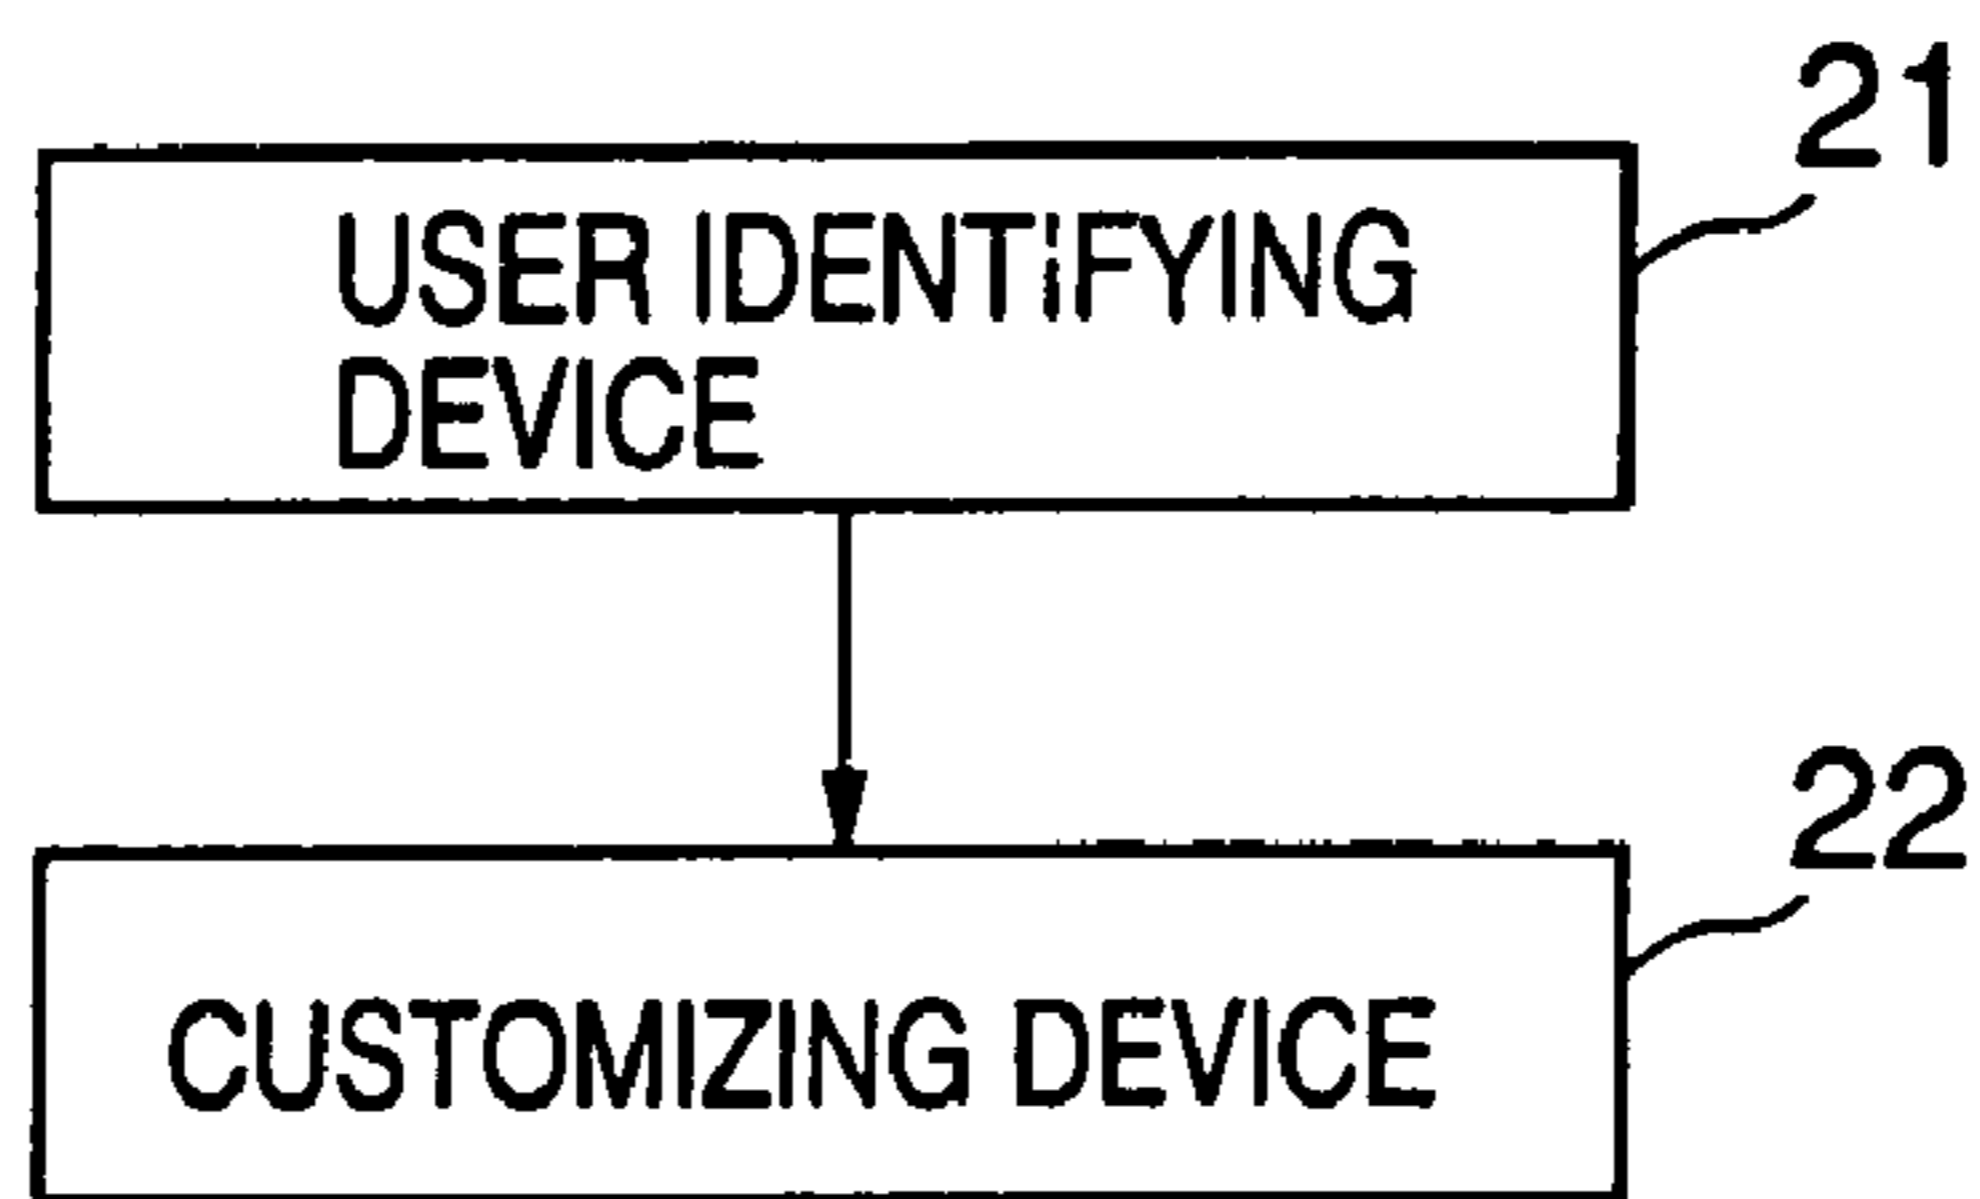 21
USER IDENTIFYING
DEVICE
22
CUSTOMIZING DEVICE